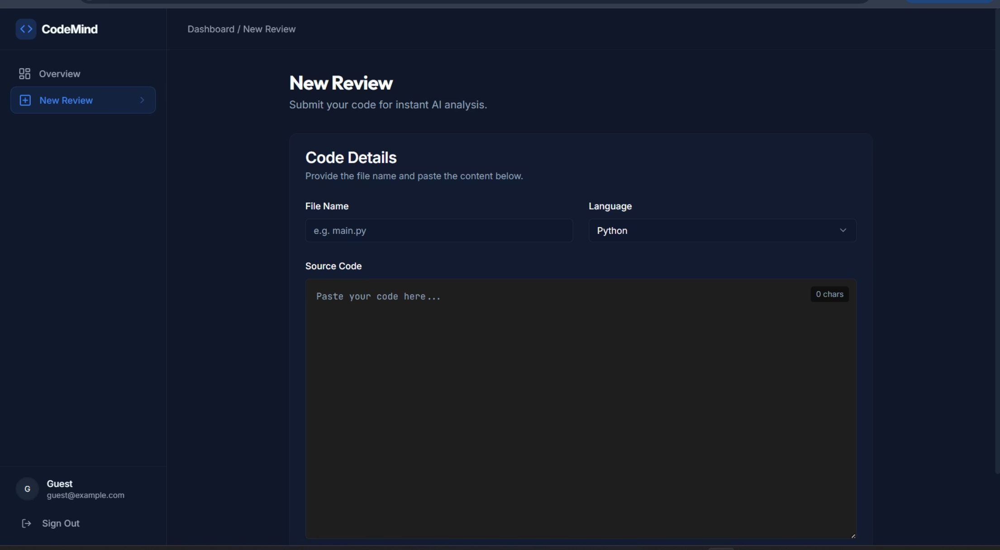 CodeMind
Dashboard / New Review
Overview
New Review
New Review
Submit your code for instant AI analysis.
Code Details
Provide the file name and paste the content below.
File Name
Language
e.g. main.py
Python
Source Code
Paste your code here...
0 chars
G
Guest
guest@example.com
Sign Out